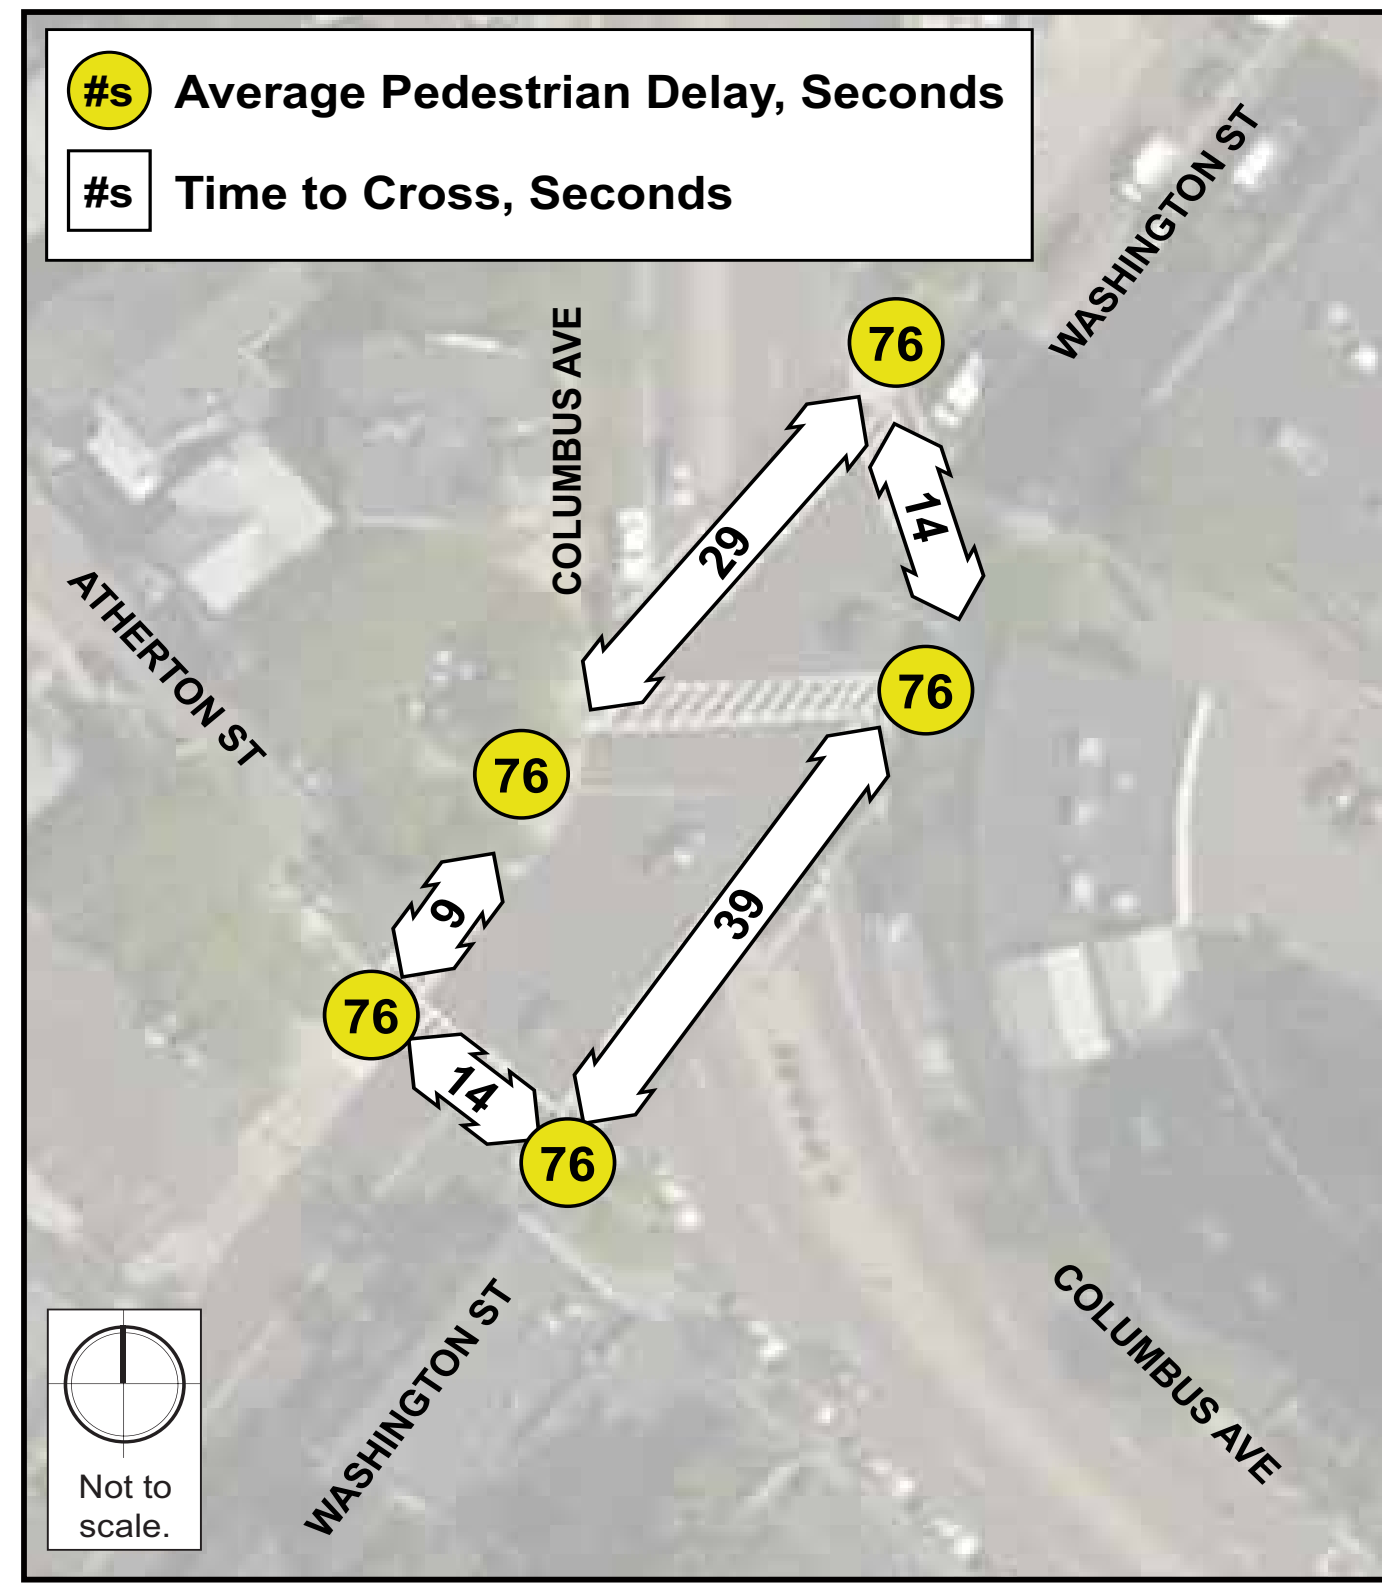 #s Average Pedestrian Delay, Seconds
#s Time to Cross, Seconds
WASHINGTON ST
COLUMBUS AVE
76
29
14
ATHERTON ST
76
76
9
39
76
14
76
WASHINGTON ST
COLUMBUS AVE
Not to
scale.